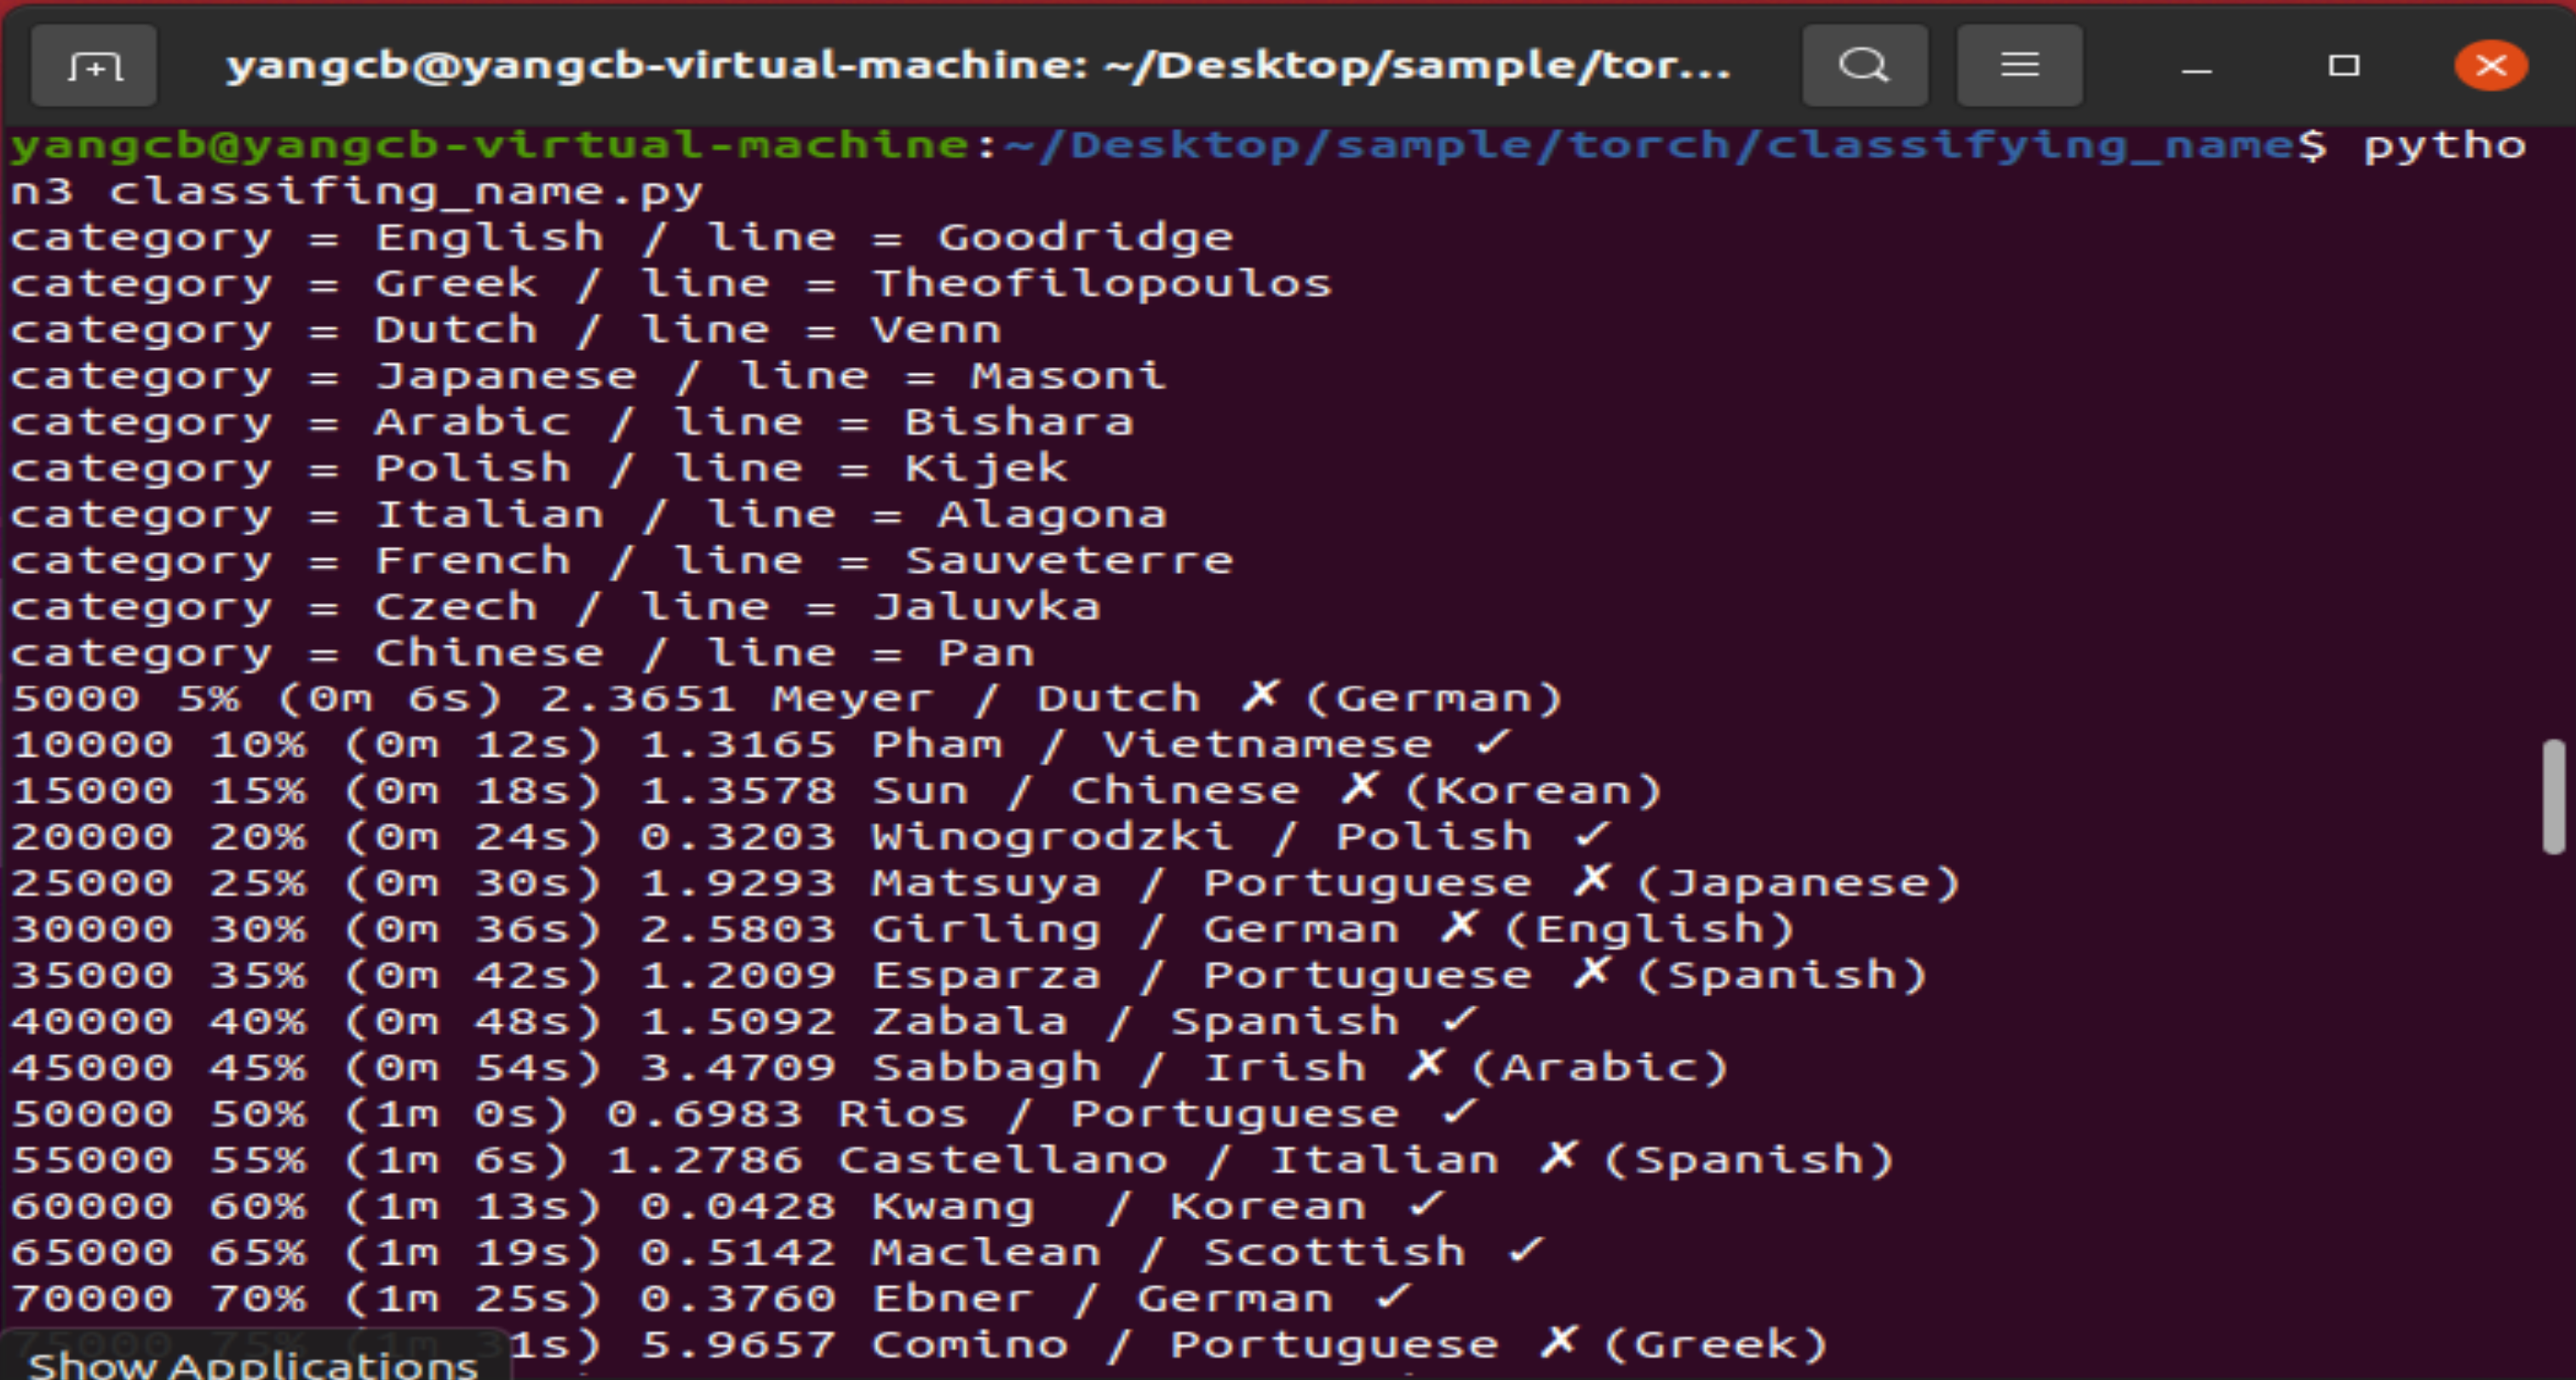 yangcb@yangcb-virtual-machine: ~/Desktop/sample/tor...
yangcb@yangcb-virtual-machine:~/Desktop/sample/torch/classifying_name$ pytho
n3 classifing_name.py
category = English / line = Goodridge
category = Greek / line = Theofilopoulos
category = Dutch / line = Venn
category = Japanese / line = Masoni
category = Arabic / line = Bishara
category = Polish / line = Kijek
category = Italian / line = Alagona
category = French / line = Sauveterre
category = Czech / line = Jaluvka
category = Chinese / line = Pan
5000 5% (0m 6s) 2.3651 Meyer / Dutch ✗ (German)
10000 10% (0m 12s) 1.3165 Pham / Vietnamese ✓
15000 15% (0m 18s) 1.3578 Sun / Chinese ✗ (Korean)
20000 20% (0m 24s) 0.3203 Winogrodzki / Polish ✓
25000 25% (0m 30s) 1.9293 Matsuya / Portuguese ✗ (Japanese)
30000 30% (0m 36s) 2.5803 Girling / German ✗ (English)
35000 35% (0m 42s) 1.2009 Esparza / Portuguese ✗ (Spanish)
40000 40% (0m 48s) 1.5092 Zabala / Spanish ✓
45000 45% (0m 54s) 3.4709 Sabbagh / Irish ✗ (Arabic)
50000 50% (1m 0s) 0.6983 Rios / Portuguese ✓
55000 55% (1m 6s) 1.2786 Castellano / Italian ✗ (Spanish)
60000 60% (1m 13s) 0.0428 Kwang  / Korean ✓
65000 65% (1m 19s) 0.5142 Maclean / Scottish ✓
70000 70% (1m 25s) 0.3760 Ebner / German ✓
75000 75% (1m 31s) 5.9657 Comino / Portuguese ✗ (Greek)
Show Applications